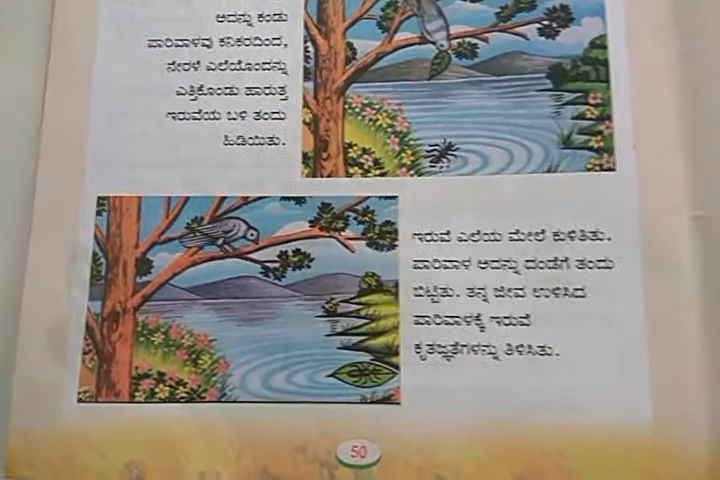 ಅದನ್ನು ಕಂಡು
ಪಾರಿವಾಳವು ಕನಿಕರದಿಂದ,
ನೇರಳೆ ಎಲೆಯೊಂದನ್ನು
ಎತ್ತಿಕೊಂಡು ಹಾರುತ್ತ
ಇರುವೆಯ ಬಳಿ ತಂದು
ಹಿಡಿಯಿತು.
ಇರುವೆ ಎಲೆಯ ಮೇಲೆ ಕುಳಿತಿತು.
ಪಾರಿವಾಳ ಅದನ್ನು ದಂಡೆಗೆ ತಂದು
ಬಿಟ್ಟಿತು. ತನ್ನ ಜೀವ ಉಳಿಸಿದ
ಪಾರಿವಾಳಕ್ಕೆ ಇರುವೆ
ಕೃತಜ್ಞತೆಗಳನ್ನು ತಿಳಿಸಿತು.
50